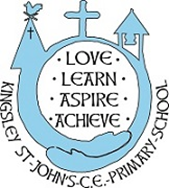 · LOVE ·
· LEARN ·
· ASPIRE ·
· ACHIEVE ·
KINGSLEY ST·JOHN'S·C.E.·PRIMARY·SCHOOL